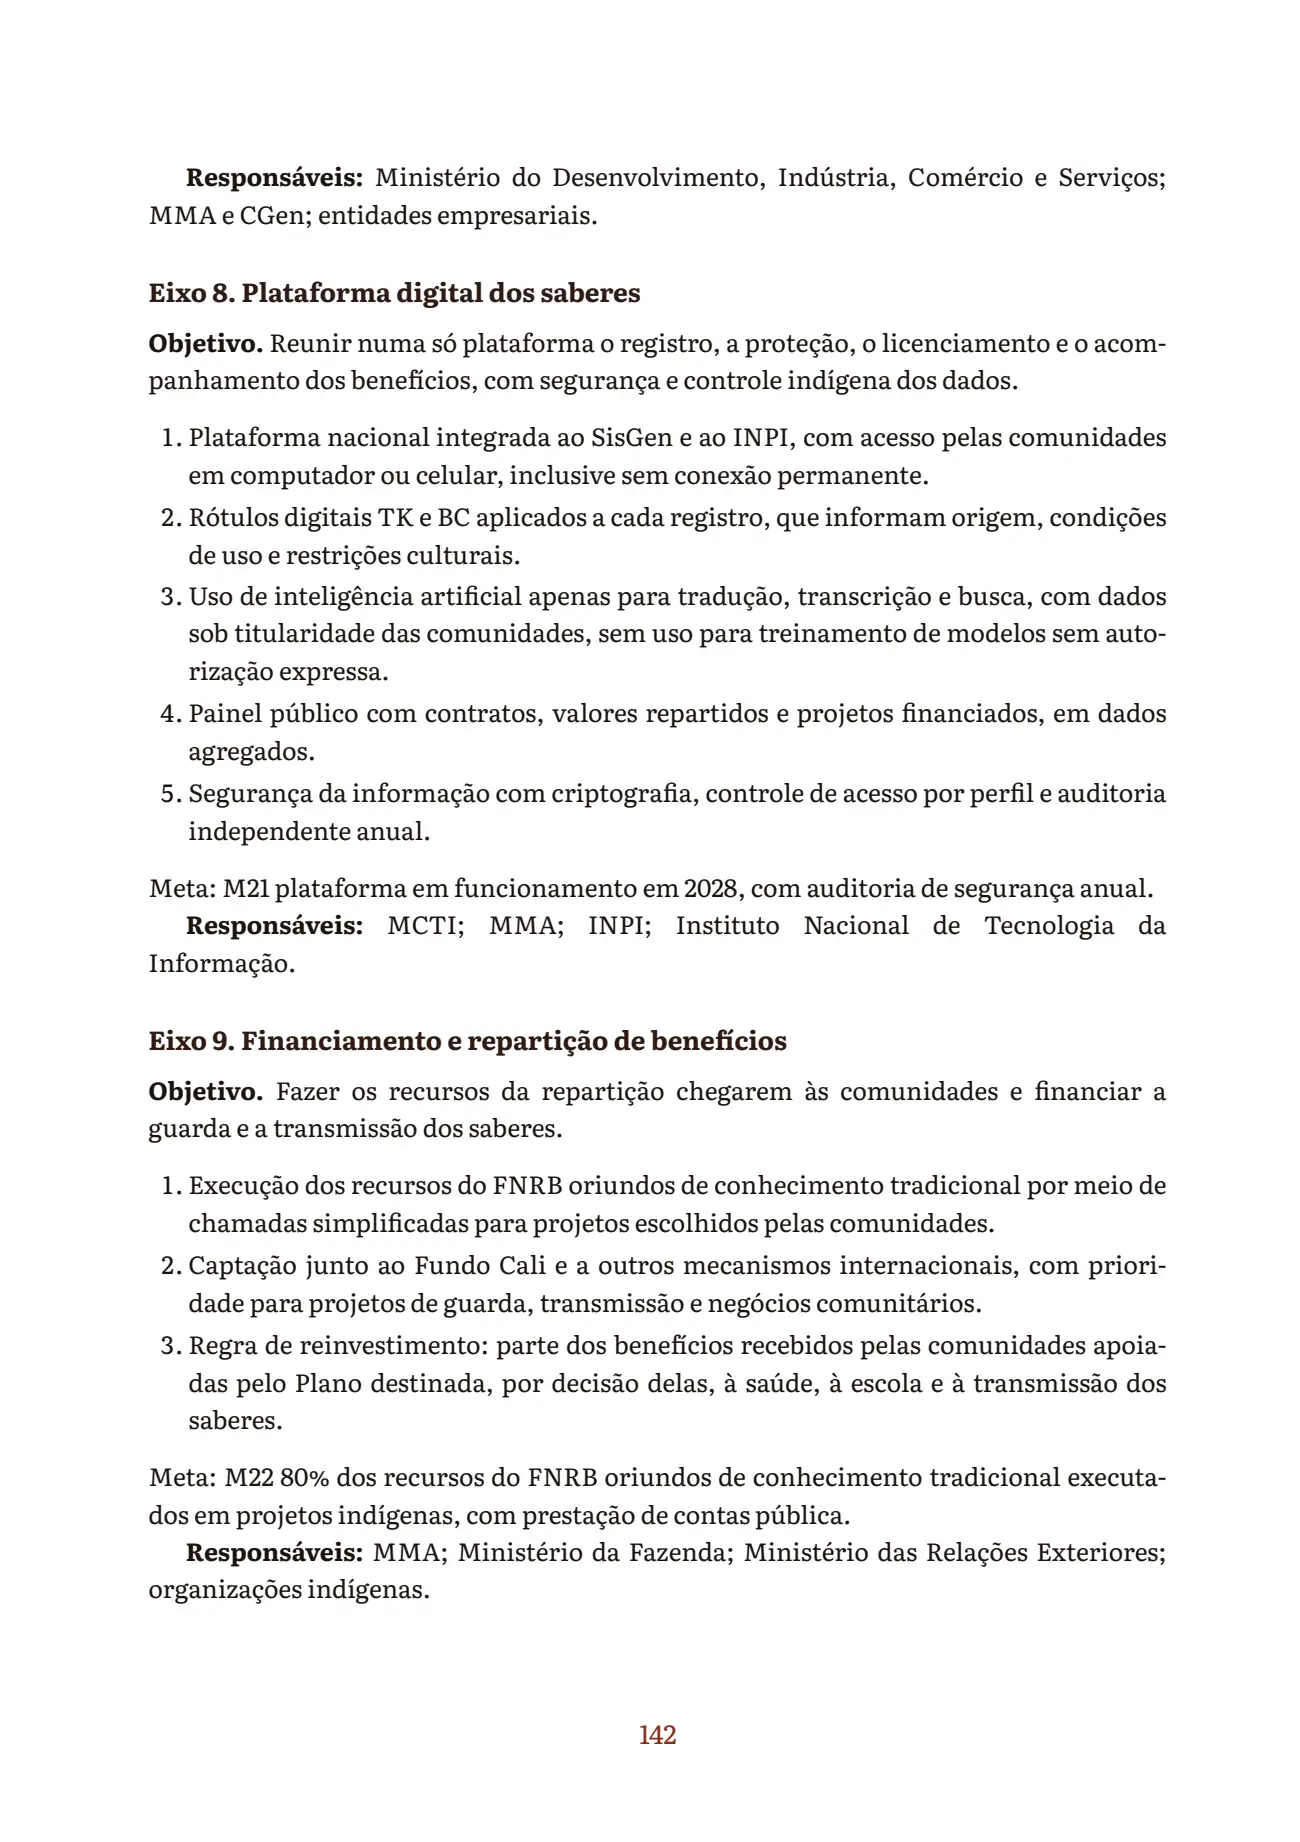 Responsáveis: Ministério do Desenvolvimento, Indústria, Comércio e Serviços;
MMA e CGen; entidades empresariais.
Eixo 8. Plataforma digital dos saberes
Objetivo. Reunir numa só plataforma o registro, a proteção, o licenciamento e o acom-
panhamento dos benefícios, com segurança e controle indígena dos dados.
1. Plataforma nacional integrada ao SisGen e ao INPI, com acesso pelas comunidades
em computador ou celular, inclusive sem conexão permanente.
2. Rótulos digitais TK e BC aplicados a cada registro, que informam origem, condições
de uso e restrições culturais.
3. Uso de inteligência artificial apenas para tradução, transcrição e busca, com dados
sob titularidade das comunidades, sem uso para treinamento de modelos sem auto-
rização expressa.
4. Painel público com contratos, valores repartidos e projetos financiados, em dados
agregados.
5. Segurança da informação com criptografia, controle de acesso por perfil e auditoria
independente anual.
Meta: M21 plataforma em funcionamento em 2028, com auditoria de segurança anual.
Responsáveis: MCTI; MMA; INPI; Instituto Nacional de Tecnologia da
Informação.
Eixo 9. Financiamento e repartição de benefícios
Objetivo. Fazer os recursos da repartição chegarem às comunidades e financiar a
guarda e a transmissão dos saberes.
1. Execução dos recursos do FNRB oriundos de conhecimento tradicional por meio de
chamadas simplificadas para projetos escolhidos pelas comunidades.
2. Captação junto ao Fundo Cali e a outros mecanismos internacionais, com priori-
dade para projetos de guarda, transmissão e negócios comunitários.
3. Regra de reinvestimento: parte dos benefícios recebidos pelas comunidades apoia-
das pelo Plano destinada, por decisão delas, à saúde, à escola e à transmissão dos
saberes.
Meta: M22 80% dos recursos do FNRB oriundos de conhecimento tradicional executa-
dos em projetos indígenas, com prestação de contas pública.
Responsáveis: MMA; Ministério da Fazenda; Ministério das Relações Exteriores;
organizações indígenas.
142